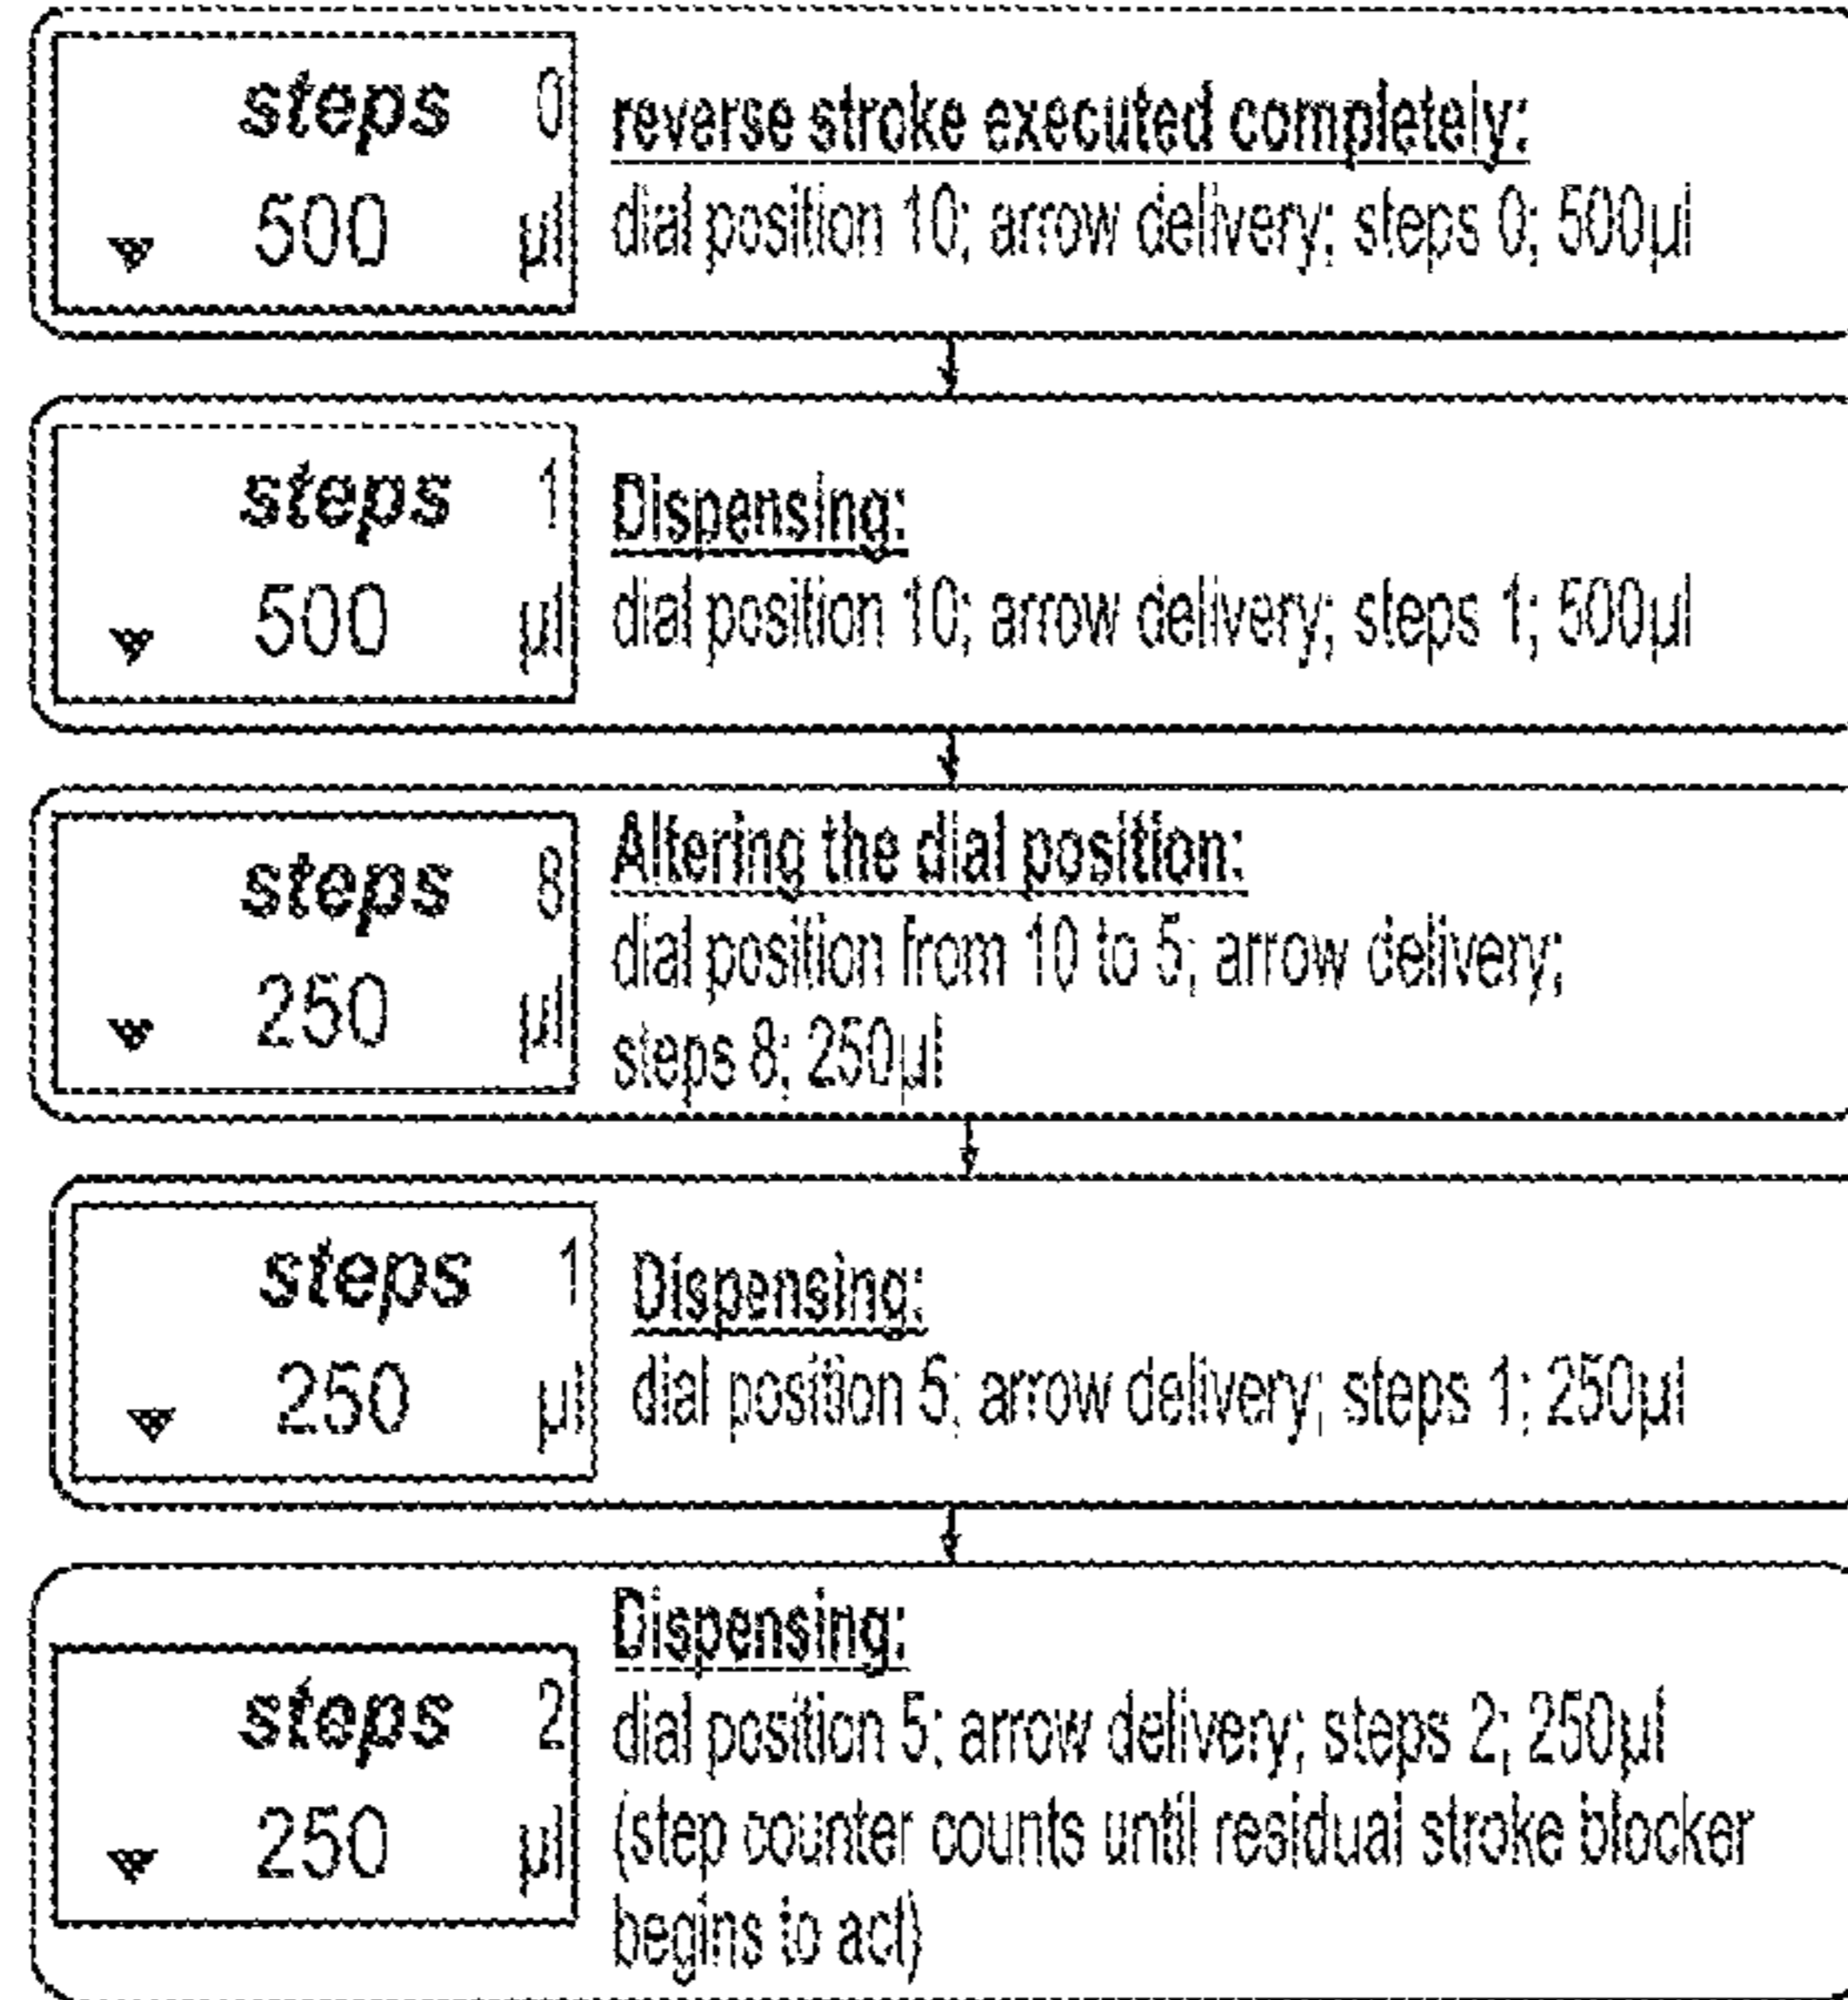 steps 0
500 µl
reverse stroke executed completely:
dial position 10; arrow delivery; steps 0; 500µl
steps 1
500 µl
Dispensing:
dial position 10; arrow delivery; steps 1; 500µl
steps 8
250 µl
Altering the dial position:
dial position from 10 to 5; arrow delivery;
steps 8; 250µl
steps 1
250 µl
Dispensing:
dial position 5; arrow delivery; steps 1; 250µl
steps 2
250 µl
Dispensing:
dial position 5; arrow delivery; steps 2; 250µl
(step counter counts until residual stroke blocker
begins to act)